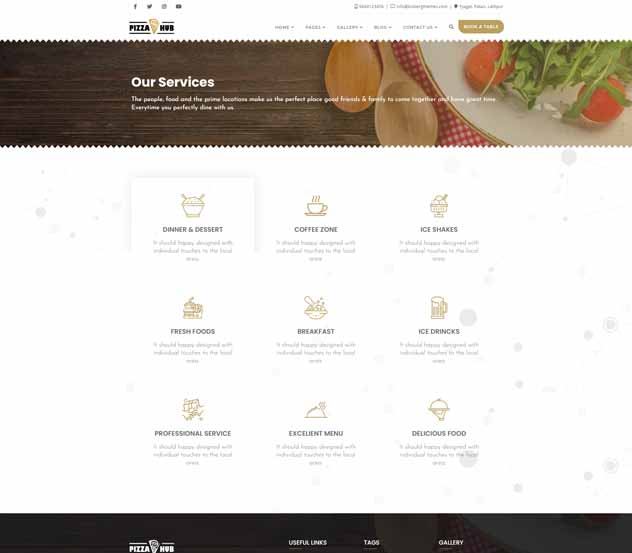 9840123456 | info@iceberghthemes.com | Tyagal, Patan, Lalitpur
PIZZA HUB
HOME PAGES GALLERY BLOG CONTACT US BOOK A TABLE
Our Services
The people, food and the prime locations make us the perfect place good friends & family to come together and have great time.
Everytime you perfectly dine with us.
DINNER & DESSERT COFFEE ZONE ICE SHAKES
It should happy designed with It should happy designed with It should happy designed with
individual touches to the local individual touches to the local individual touches to the local
area. area. area.
FRESH FOODS BREAKFAST ICE DRINCKS
It should happy designed with It should happy designed with It should happy designed with
individual touches to the local individual touches to the local individual touches to the local
area. area. area.
PROFESSIONAL SERVICE EXCELIENT MENU DELICIOUS FOOD
It should happy designed with It should happy designed with It should happy designed with
individual touches to the local individual touches to the local individual touches to the local
area. area. area.
PIZZA HUB USEFUL LINKS TAGS GALLERY